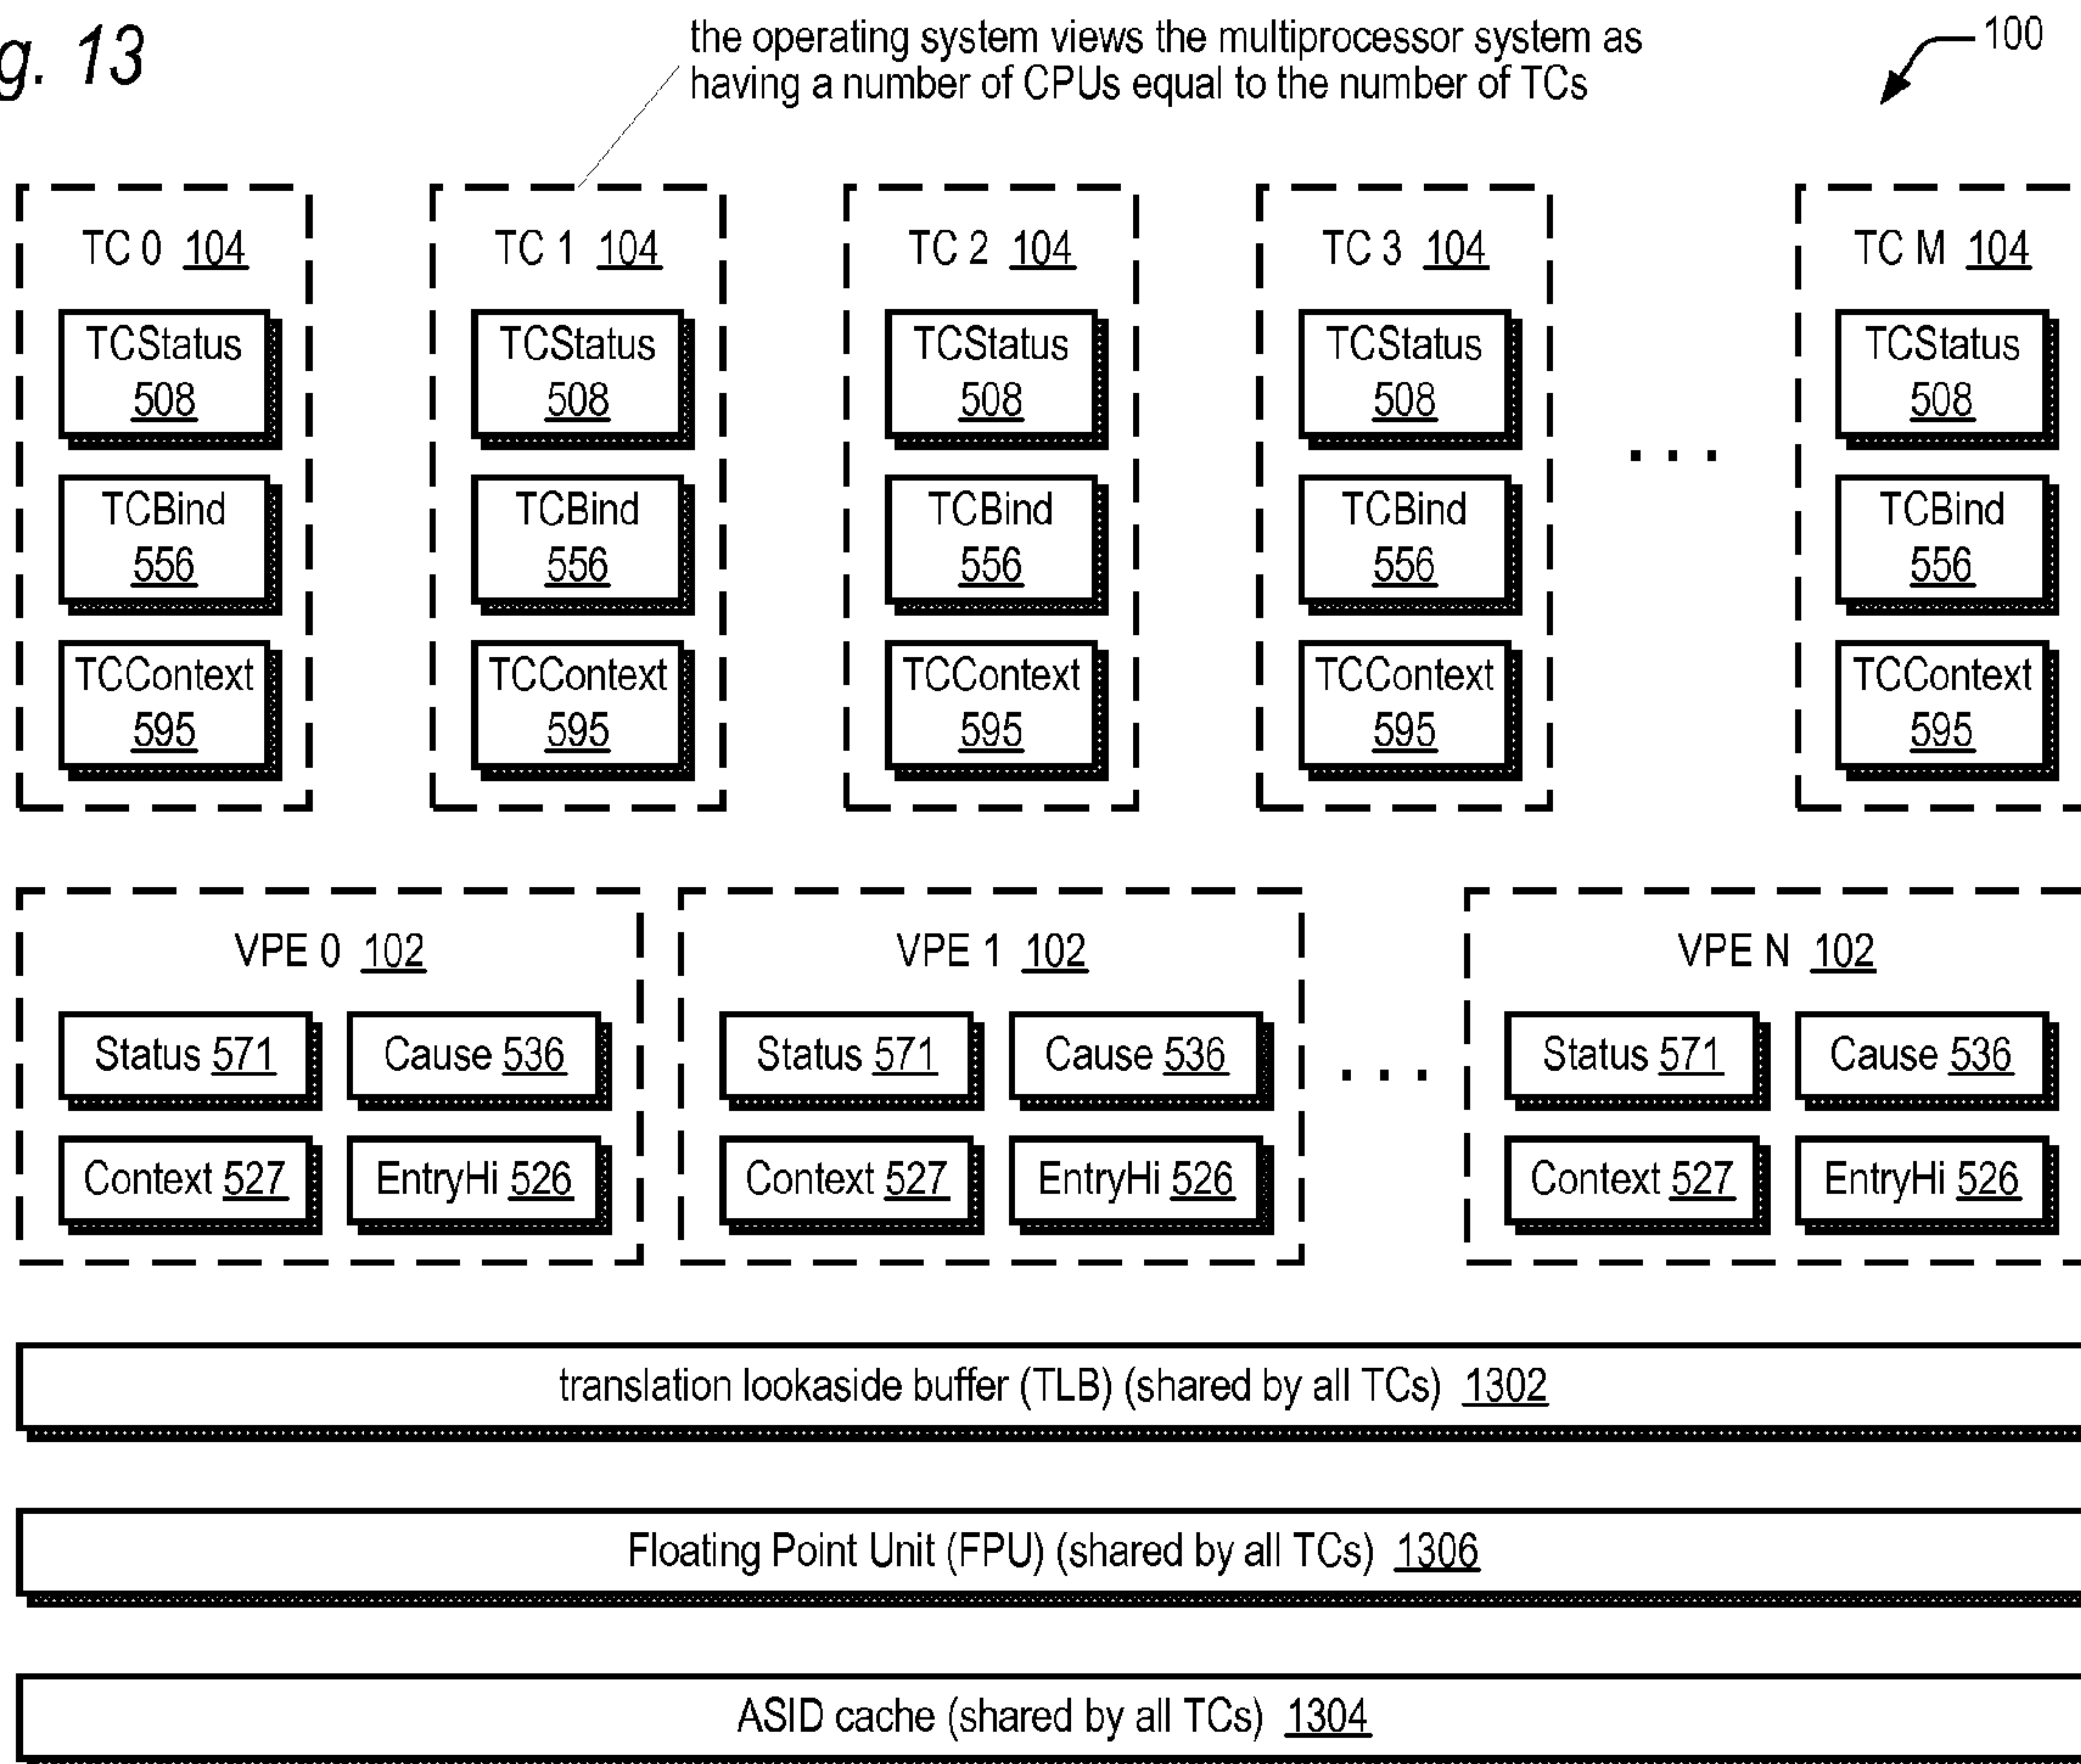 g. 13
the operating system views the multiprocessor system as
having a number of CPUs equal to the number of TCs
100
TC 0 104
TCStatus
508
TCBind
556
TCContext
595
TC 1 104
TCStatus
508
TCBind
556
TCContext
595
TC 2 104
TCStatus
508
TCBind
556
TCContext
595
TC 3 104
TCStatus
508
TCBind
556
TCContext
595
. . .
TC M 104
TCStatus
508
TCBind
556
TCContext
595
VPE 0 102
Status 571
Cause 536
Context 527
EntryHi 526
VPE 1 102
Status 571
Cause 536
Context 527
EntryHi 526
. . .
VPE N 102
Status 571
Cause 536
Context 527
EntryHi 526
translation lookaside buffer (TLB) (shared by all TCs) 1302
Floating Point Unit (FPU) (shared by all TCs) 1306
ASID cache (shared by all TCs) 1304